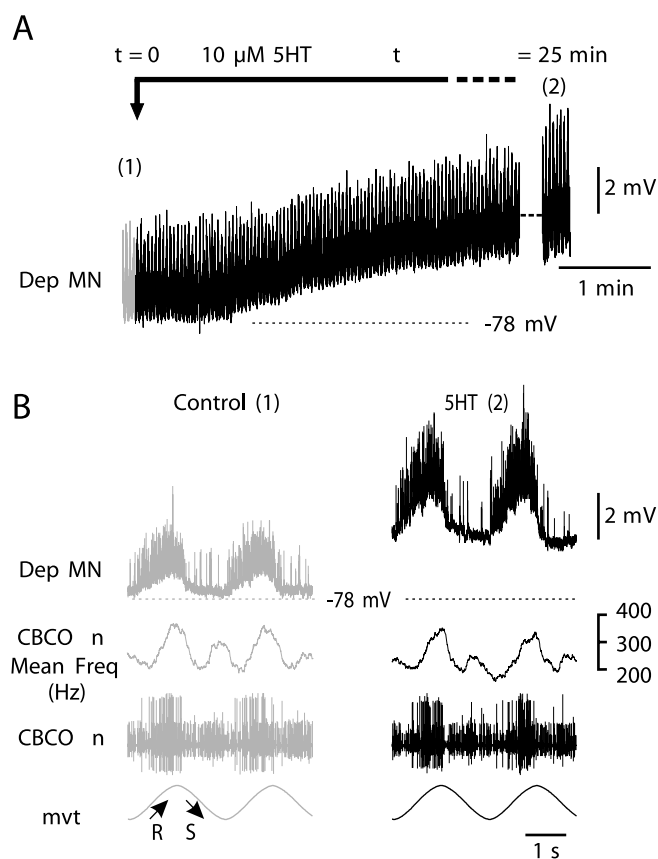 A
t = 0 10 µM 5HT t = 25 min
(2)
(1)
2 mV
Dep MN
1 min
-78 mV
B
Control (1) 5HT (2)
2 mV
Dep MN
-78 mV
CBCO n
Mean Freq
(Hz)
400
300
200
CBCO n
mvt
R S
1 s